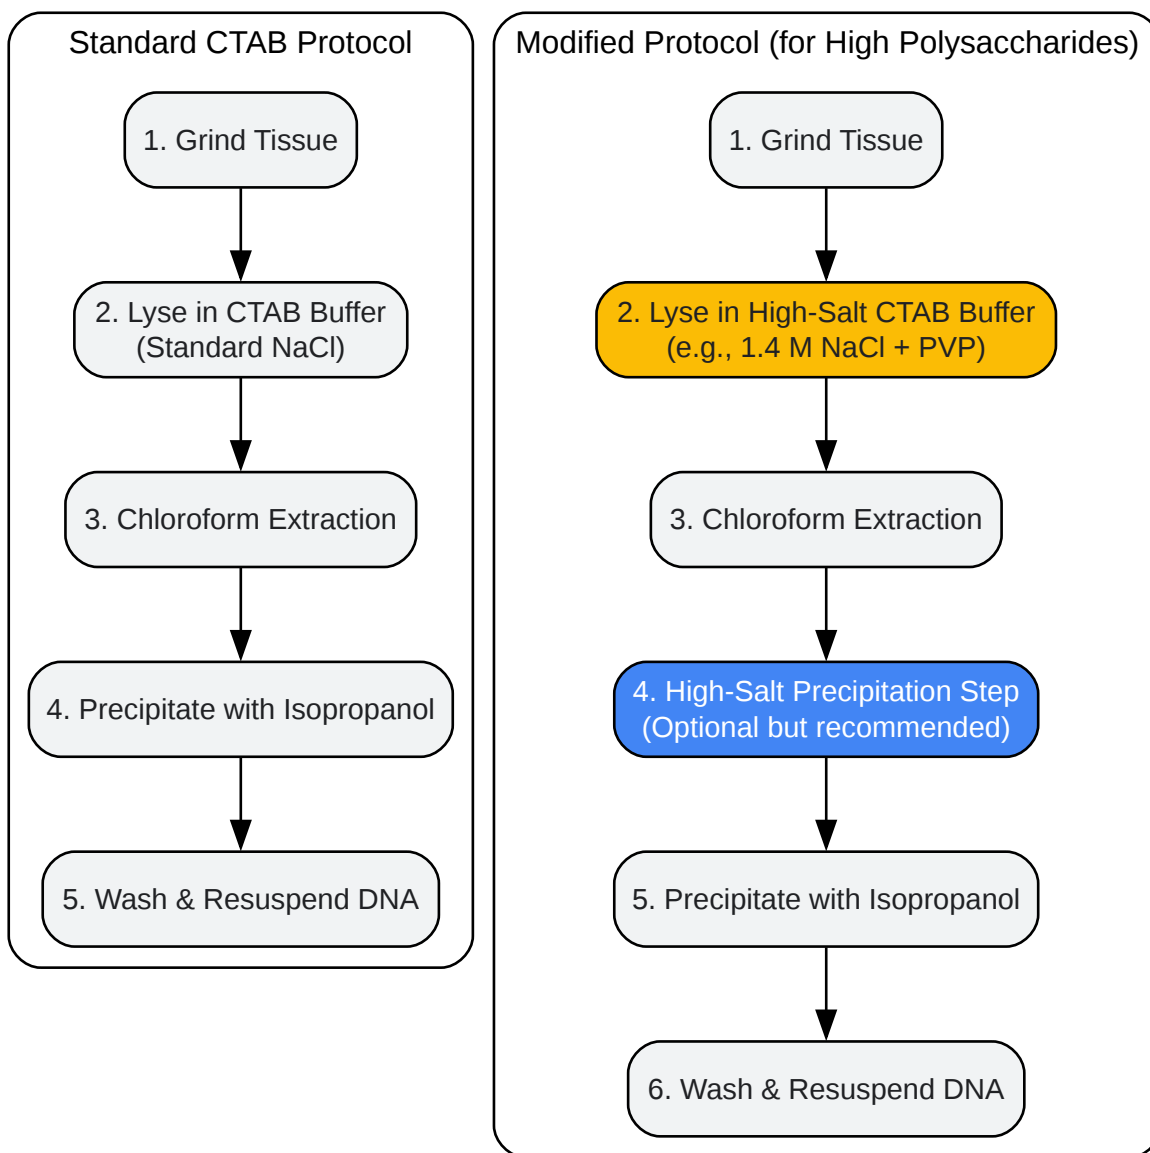 Standard CTAB Protocol
1. Grind Tissue
2. Lyse in CTAB Buffer
(Standard NaCl)
3. Chloroform Extraction
4. Precipitate with Isopropanol
5. Wash & Resuspend DNA
Modified Protocol (for High Polysaccharides)
1. Grind Tissue
2. Lyse in High-Salt CTAB Buffer
(e.g., 1.4 M NaCl + PVP)
3. Chloroform Extraction
4. High-Salt Precipitation Step
(Optional but recommended)
5. Precipitate with Isopropanol
6. Wash & Resuspend DNA